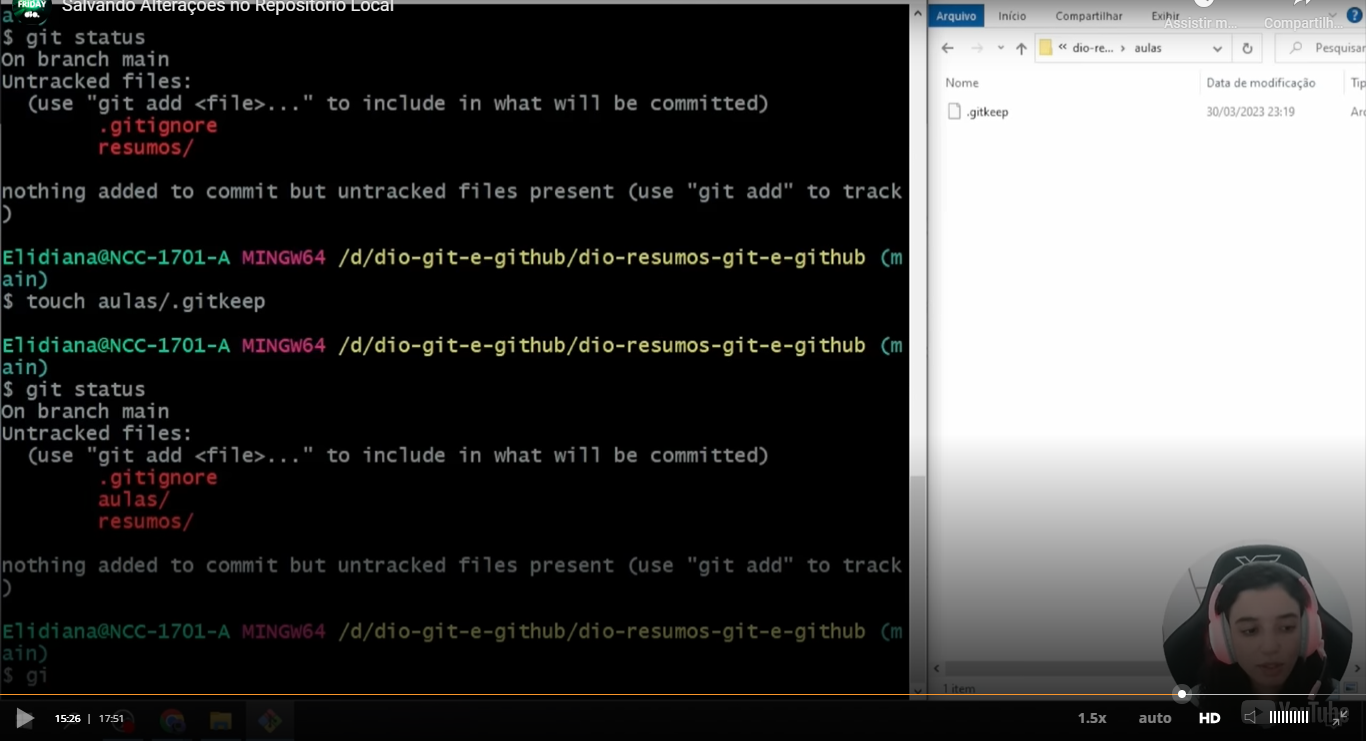 FRIDAY
dio.
Salvando Alterações no Repositório Local
$ git status
On branch main
Untracked files:
  (use "git add <file>..." to include in what will be committed)
        .gitignore
        resumos/
nothing added to commit but untracked files present (use "git add" to track
)
Elidiana@NCC-1701-A MINGW64 /d/dio-git-e-github/dio-resumos-git-e-github (m
ain)
$ touch aulas/.gitkeep
Elidiana@NCC-1701-A MINGW64 /d/dio-git-e-github/dio-resumos-git-e-github (m
ain)
$ git status
On branch main
Untracked files:
  (use "git add <file>..." to include in what will be committed)
        .gitignore
        aulas/
        resumos/
nothing added to commit but untracked files present (use "git add" to track
)
Elidiana@NCC-1701-A MINGW64 /d/dio-git-e-github/dio-resumos-git-e-github (m
ain)
$ gi
Arquivo Início Compartilhar Exibir
Assistir m... Compartilh...
« dio-re... › aulas
Pesquisar
Nome Data de modificação Tip
.gitkeep 30/03/2023 23:19 Arq
1 item
15:26 | 17:51
1.5x auto HD
YouTube